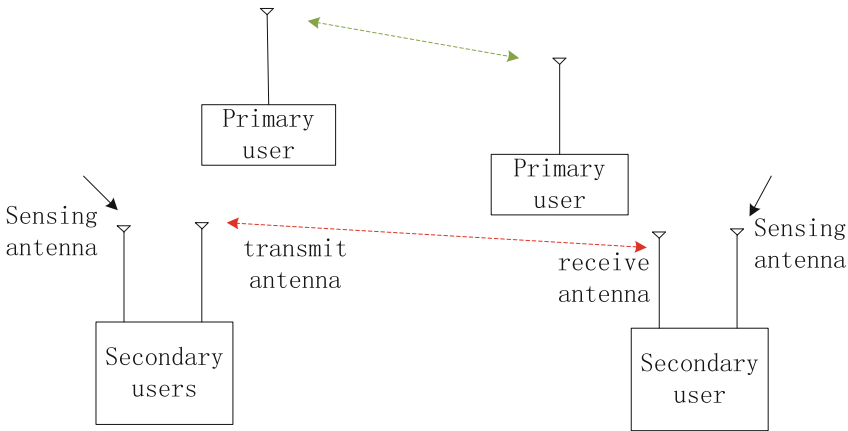 Primary
user
Primary
user
Sensing
antenna
transmit
antenna
receive
antenna
Sensing
antenna
Secondary
users
Secondary
user